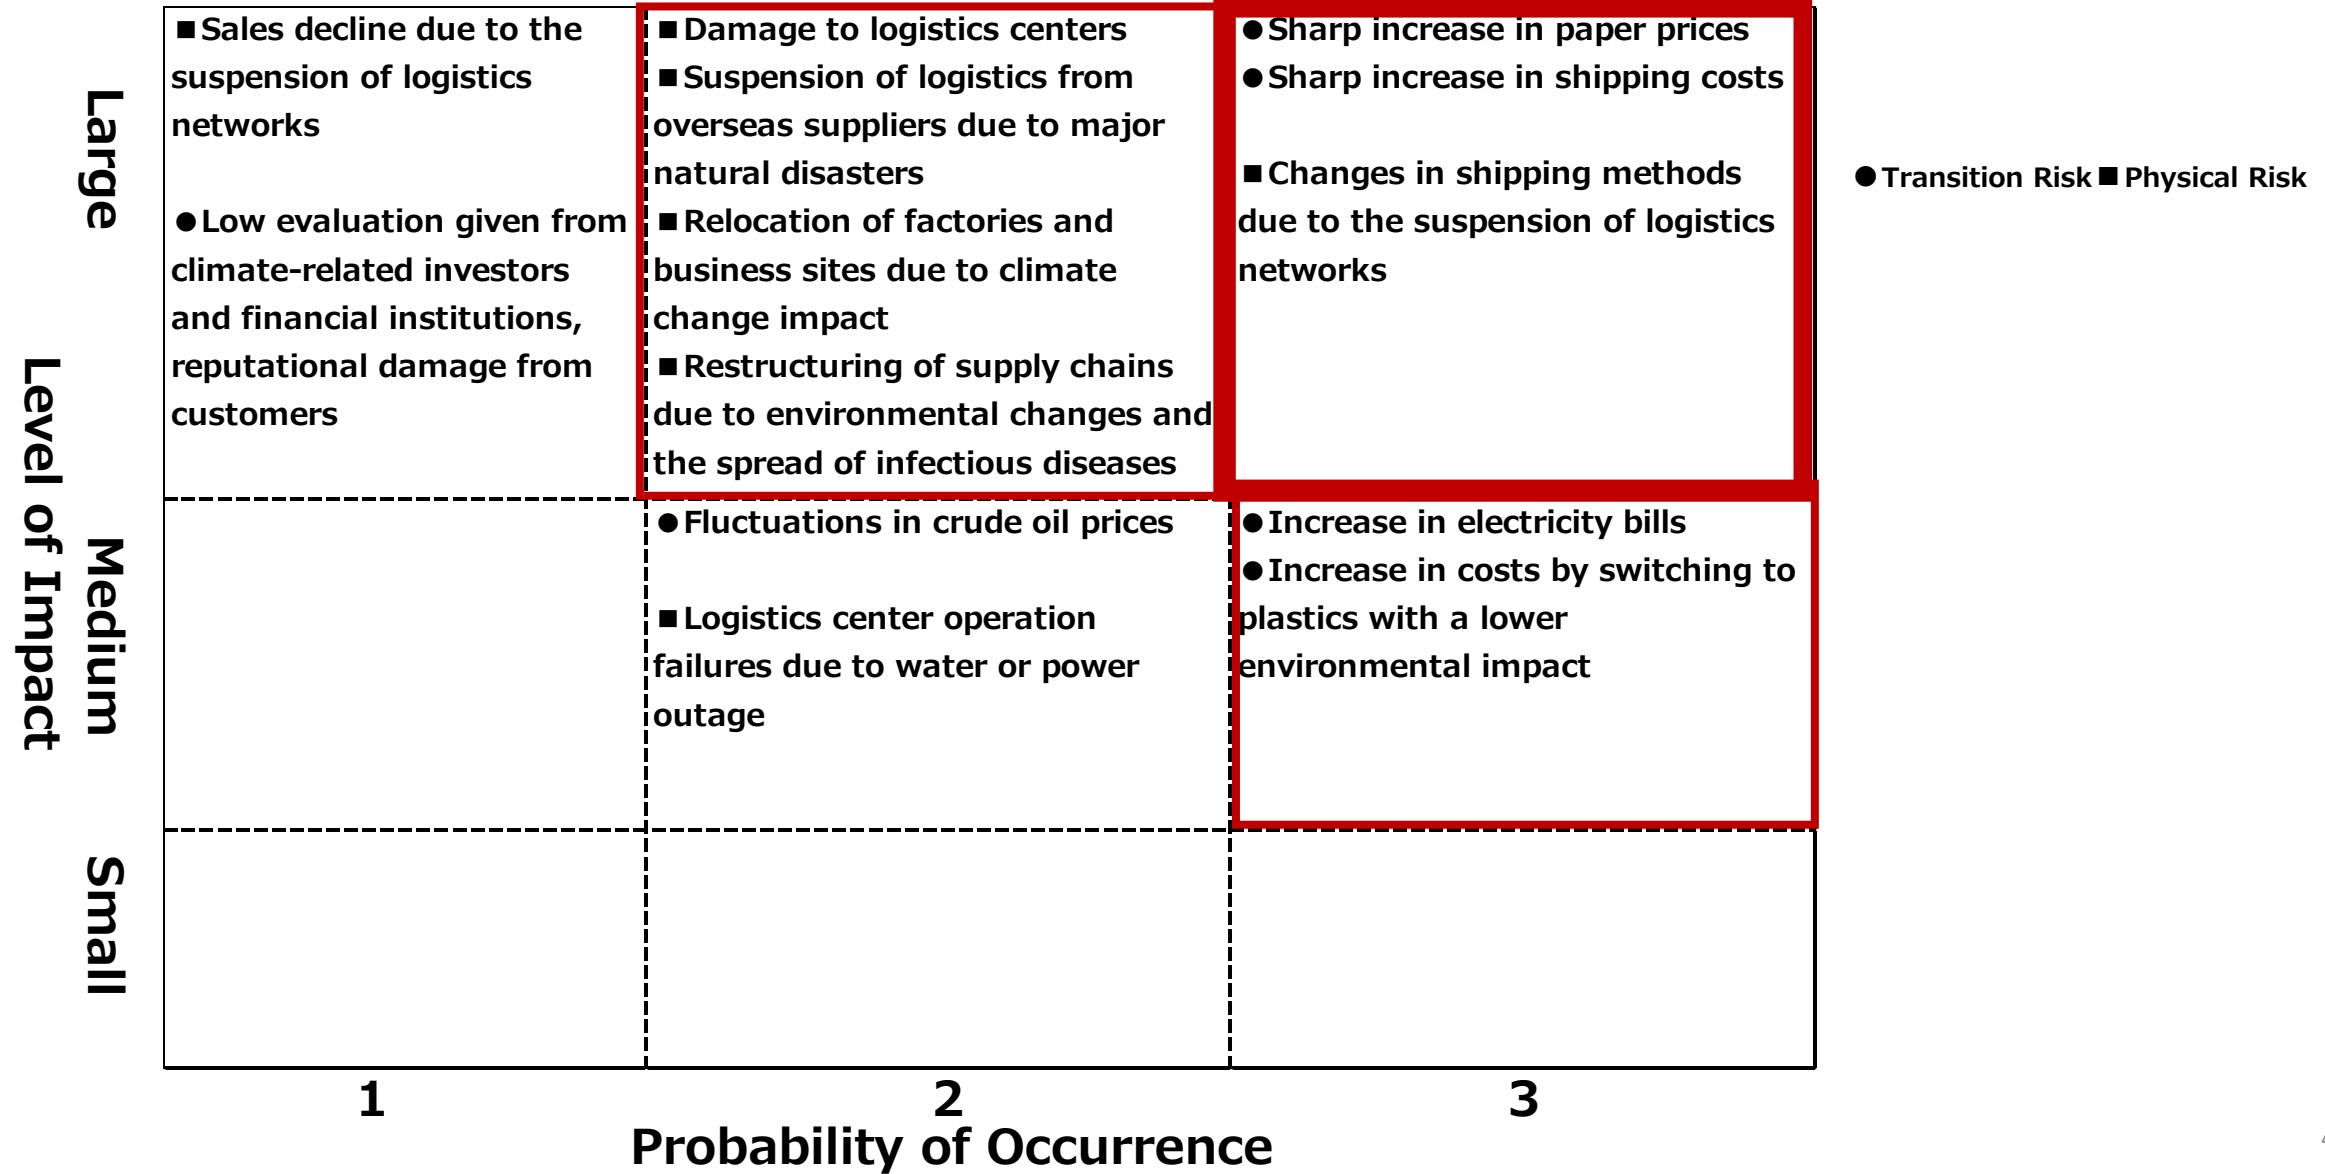 Level of Impact
Large
■Sales decline due to the
suspension of logistics
networks
●Low evaluation given from
climate-related investors
and financial institutions,
reputational damage from
customers
■Damage to logistics centers
■Suspension of logistics from
overseas suppliers due to major
natural disasters
■Relocation of factories and
business sites due to climate
change impact
■Restructuring of supply chains
due to environmental changes and
the spread of infectious diseases
●Sharp increase in paper prices
●Sharp increase in shipping costs
■Changes in shipping methods
due to the suspension of logistics
networks
●Transition Risk■Physical Risk
Medium
●Fluctuations in crude oil prices
■Logistics center operation
failures due to water or power
outage
●Increase in electricity bills
●Increase in costs by switching to
plastics with a lower
environmental impact
Small
1
2
3
Probability of Occurrence